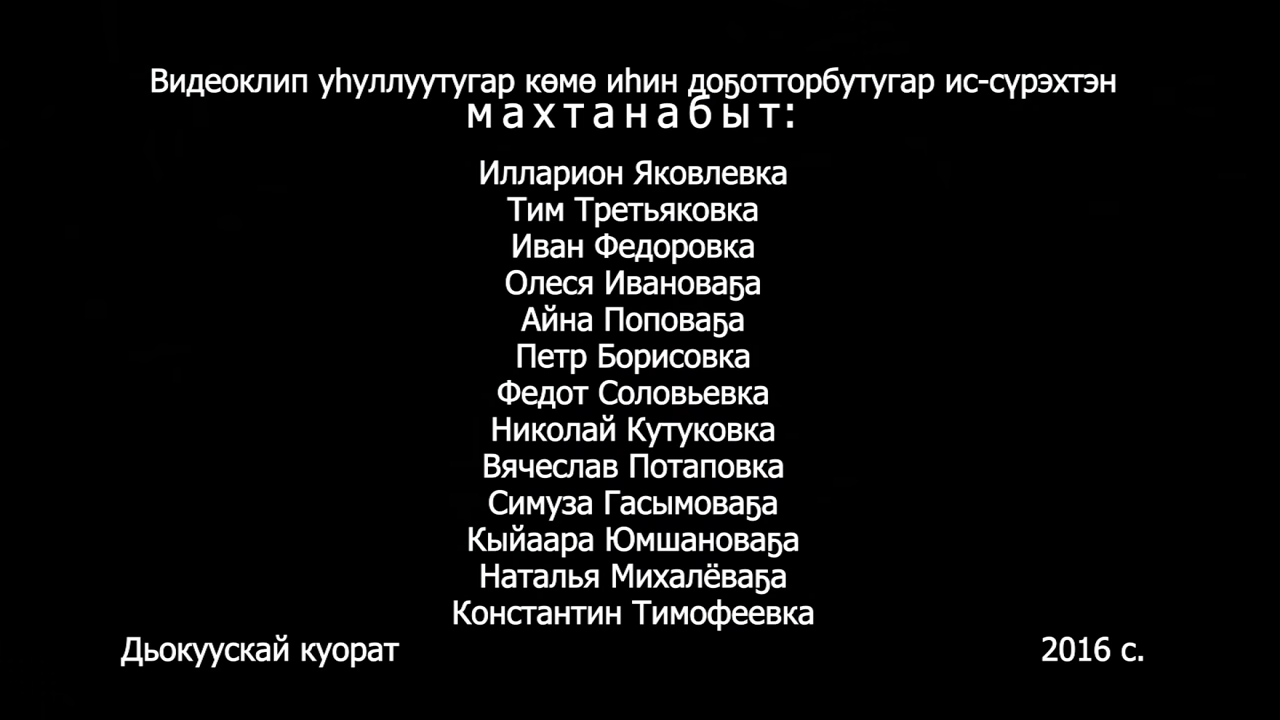 Видеоклип уһуллуутугар көмө иһин доҕотторбутугар ис-сүрэхтэн
махтанабыт:
Илларион Яковлевка
Тим Третьяковка
Иван Федоровка
Олеся Ивановаҕа
Айна Поповаҕа
Петр Борисовка
Федот Соловьевка
Николай Кутуковка
Вячеслав Потаповка
Симуза Гасымоваҕа
Кыйаара Юмшановаҕа
Наталья Михалёваҕа
Константин Тимофеевка
Дьокуускай куорат
2016 с.